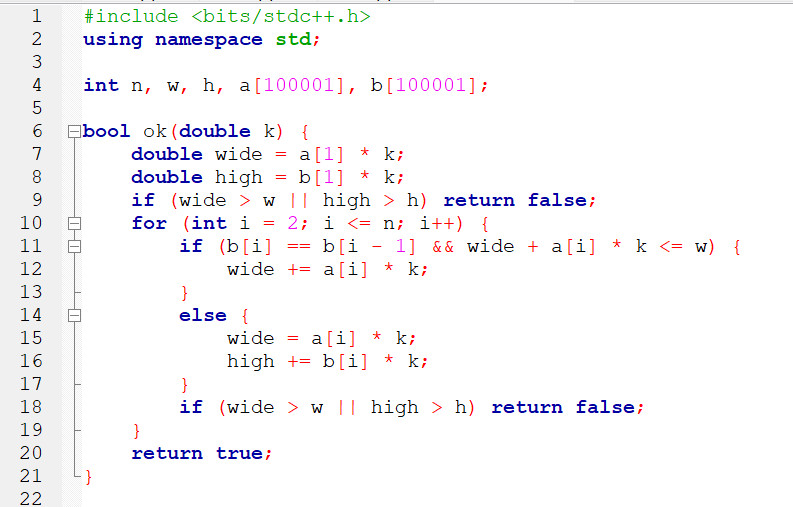 1 #include <bits/stdc++.h>
2 using namespace std;
3
4 int n, w, h, a[100001], b[100001];
5
6 bool ok(double k) {
7 double wide = a[1] * k;
8 double high = b[1] * k;
9 if (wide > w || high > h) return false;
10 for (int i = 2; i <= n; i++) {
11 if (b[i] == b[i - 1] && wide + a[i] * k <= w) {
12 wide += a[i] * k;
13 }
14 else {
15 wide = a[i] * k;
16 high += b[i] * k;
17 }
18 if (wide > w || high > h) return false;
19 }
20 return true;
21 }
22